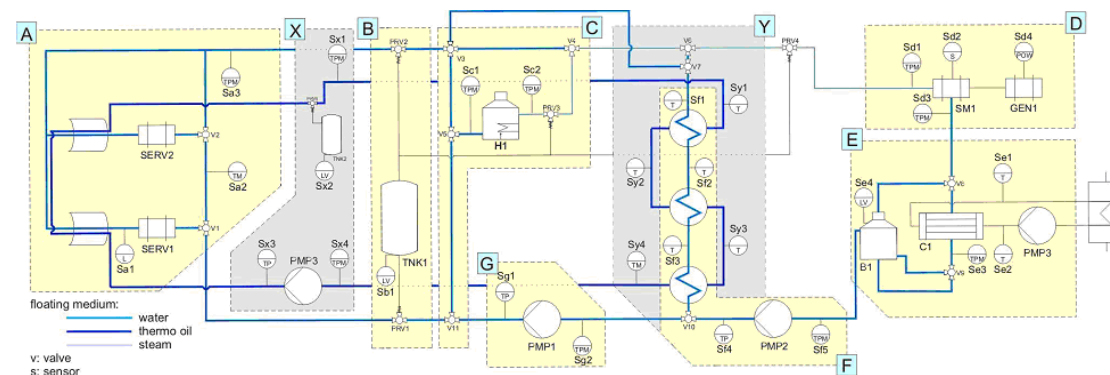 A
X
B
C
Y
D
Sx1
TPM
PRV2
V3
V4
V5
PRV4
Sd1
TPM
Sd2
S
Sd4
POW
TPM
Sa3
Sc1
TPM
Sc2
TPM
V7
Sf1
T
Sy1
T
Sd3
TPM
SM1
GEN1
V2
SERV2
TNK2
V5
H1
PRV3
E
TM
Sa2
LV
Sx2
Sy2
T
Sf2
T
Se4
LV
V8
Se1
T
V1
SERV1
L
Sa1
Sx3
TP
PMP3
Sx4
TPM
TNK1
LV
Sb1
Sy4
TM
Sf3
T
Sy3
T
B1
C1
V9
TPM
Se3
T
Se2
PMP3
G
Sg1
TP
floating medium:
water
thermo oil
steam
v: valve
s: sensor
PRV1
V11
PMP1
TPM
Sg2
V10
TP
Sf4
PMP2
TPM
Sf5
F